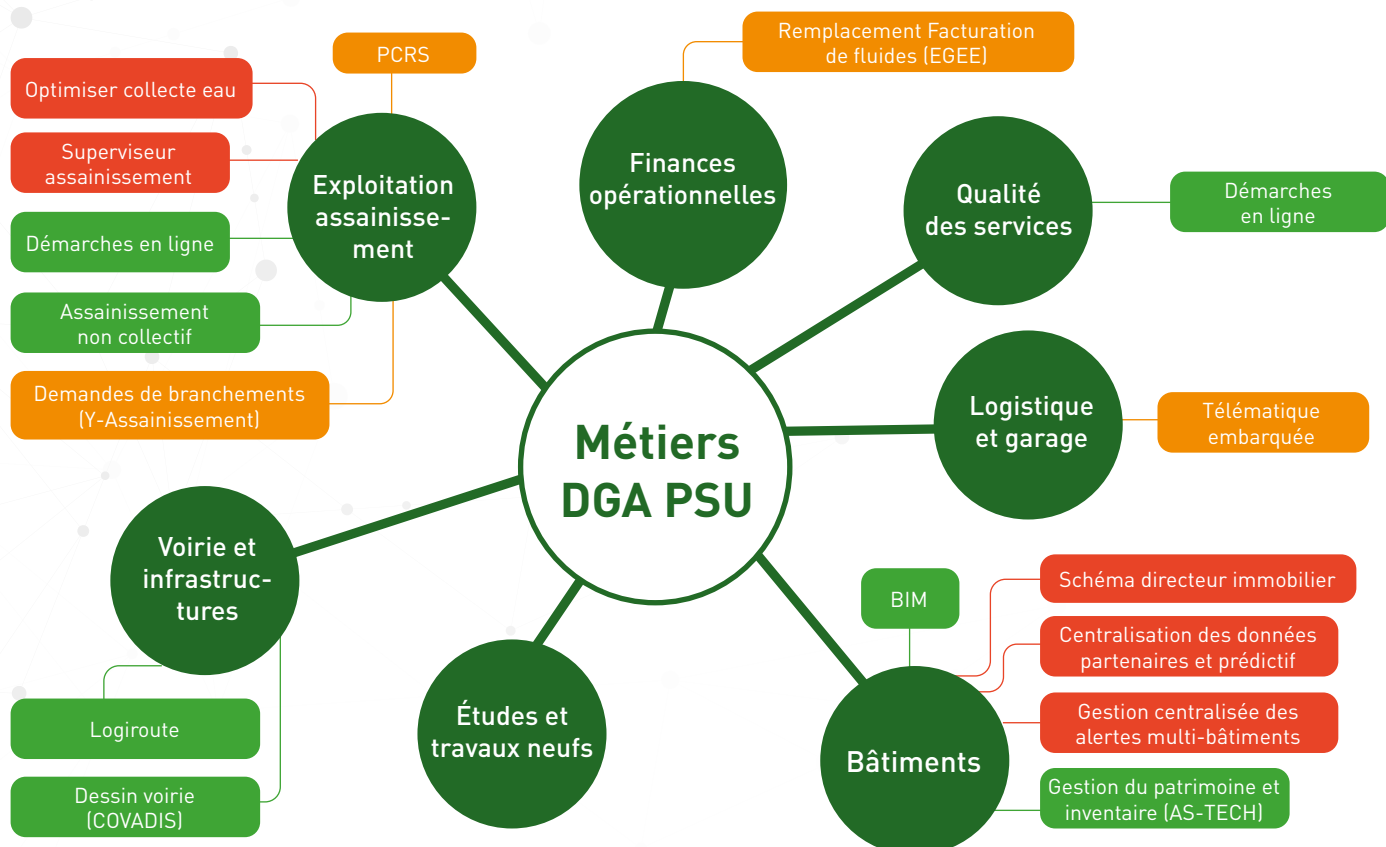 PCRS
Optimiser collecte eau
Superviseur
assainissement
Démarches en ligne
Assainissement
non collectif
Demandes de branchements
(Y-Assainissement)
Exploitation
assainisse-
ment
Remplacement Facturation
de fluides (EGEE)
Finances
opérationnelles
Qualité
des services
Démarches
en ligne
Logistique
et garage
Télématique
embarquée
Métiers
DGA PSU
Voirie et
infrastruc-
tures
Logiroute
Dessin voirie
(COVADIS)
Études et
travaux neufs
BIM
Bâtiments
Schéma directeur immobilier
Centralisation des données
partenaires et prédictif
Gestion centralisée des
alertes multi-bâtiments
Gestion du patrimoine et
inventaire (AS-TECH)